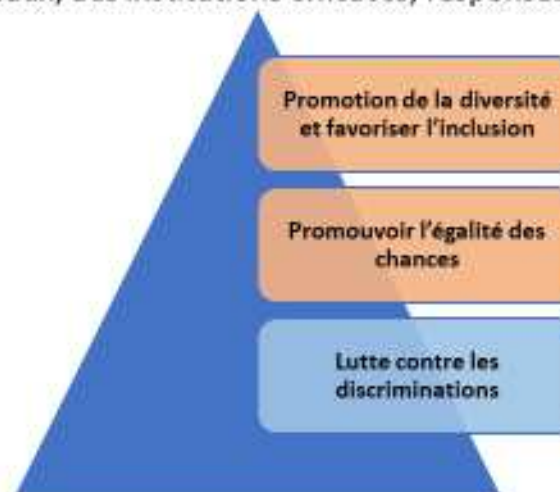 Promotion de la diversité
et favoriser l'inclusion
Promouvoir l'égalité des
chances
Lutte contre les
discriminations